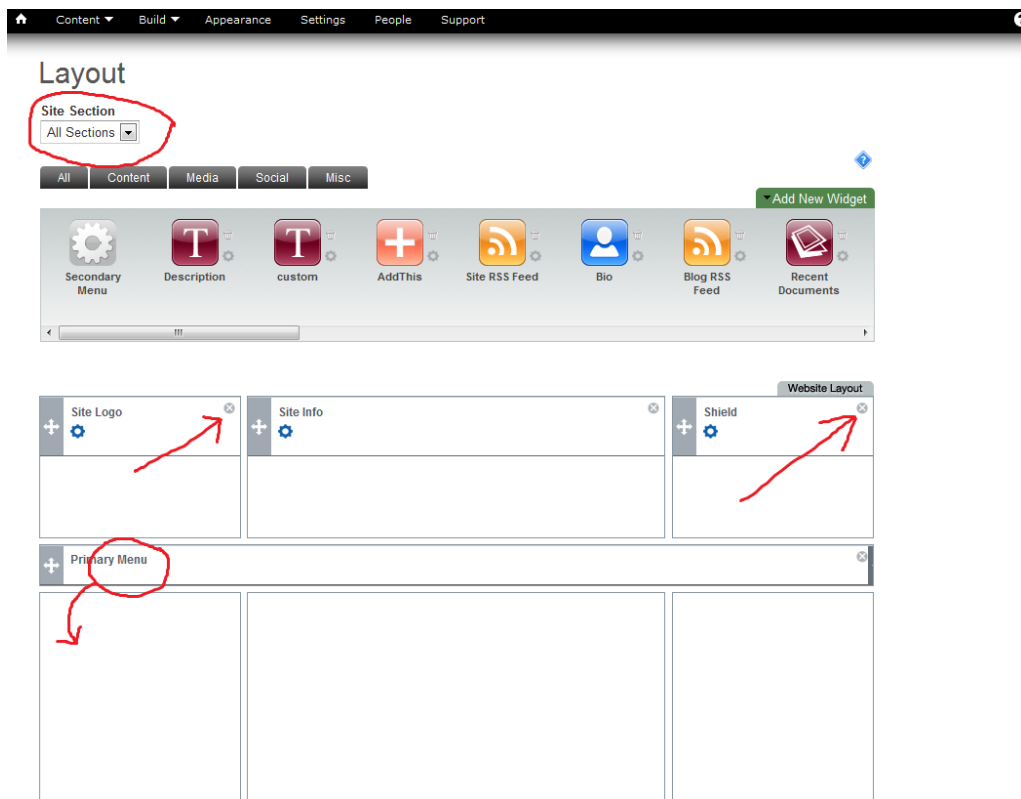 Content Build Appearance Settings People Support ?
Layout
Site Section
All Sections
?
All Content Media Social Misc
Add New Widget
T T
Secondary Menu
Description
custom
AddThis
Site RSS Feed
Bio
Blog RSS Feed
Recent Documents
Website Layout
Site Logo Site Info Shield
Primary Menu